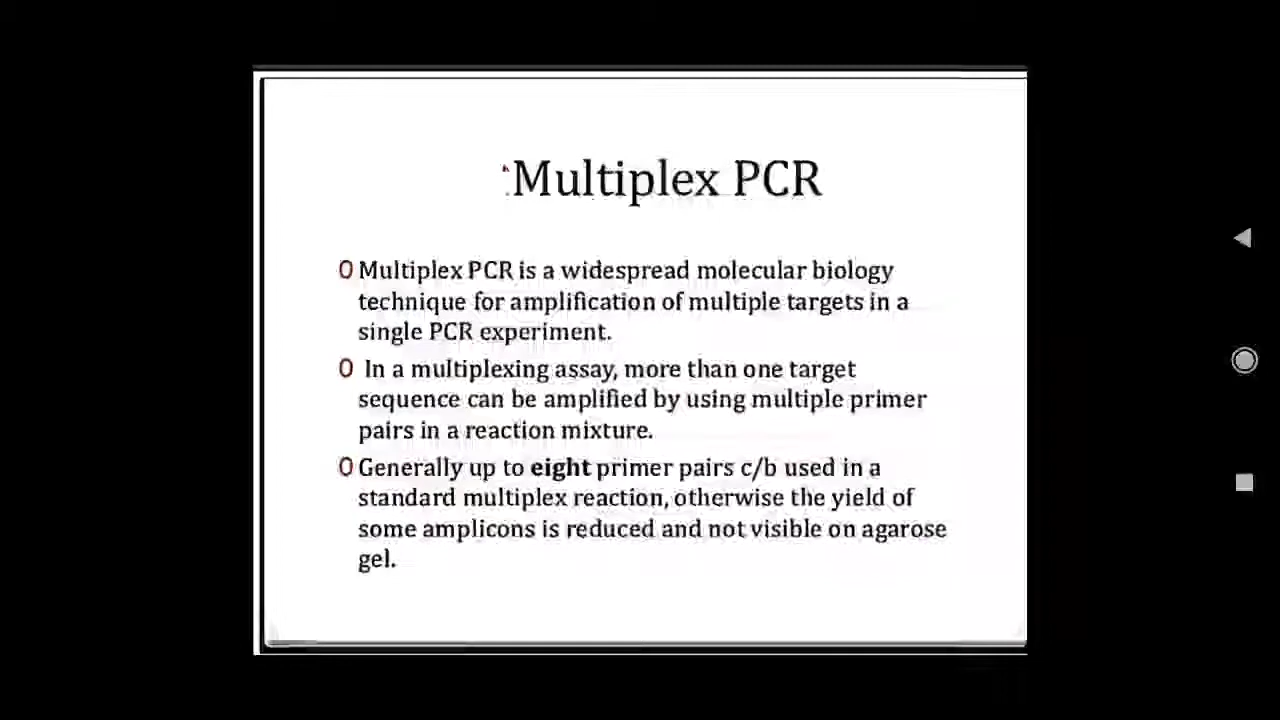 Multiplex PCR
O Multiplex PCR is a widespread molecular biology
technique for amplification of multiple targets in a
single PCR experiment.
O In a multiplexing assay, more than one target
sequence can be amplified by using multiple primer
pairs in a reaction mixture.
O Generally up to eight primer pairs c/b used in a
standard multiplex reaction, otherwise the yield of
some amplicons is reduced and not visible on agarose
gel.